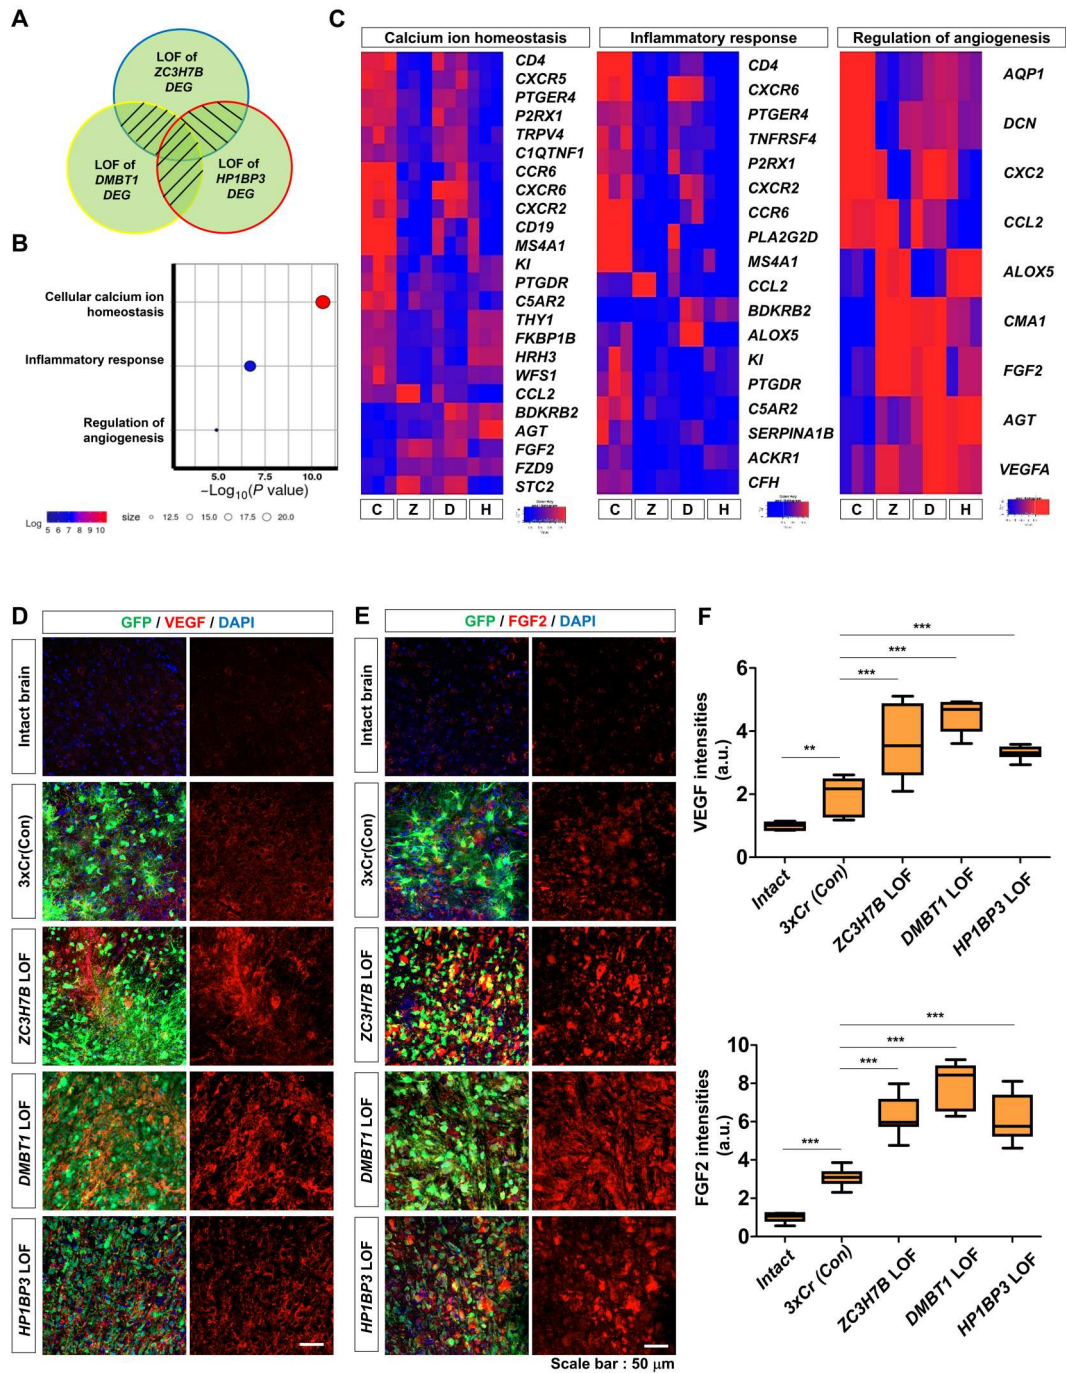 A
LOF of
ZC3H7B
DEG
LOF of
DMBT1
DEG
LOF of
HP1BP3
DEG
B
Cellular calcium ion
homeostasis
Inflammatory response
Regulation of
angiogenesis
5.0 7.5 10.0
−Log10(P value)
Log
5 6 7 8 9 10
size 12.5 15.0 17.5 20.0
C
Calcium ion homeostasis
CD4
CXCR5
PTGER4
P2RX1
TRPV4
C1QTNF1
CCR6
CXCR6
CXCR2
CD19
MS4A1
KI
PTGDR
C5AR2
THY1
FKBP1B
HRH3
WFS1
CCL2
BDKRB2
AGT
FGF2
FZD9
STC2
C Z D H
Inflammatory response
CD4
CXCR6
PTGER4
TNFRSF4
P2RX1
CXCR2
CCR6
PLA2G2D
MS4A1
CCL2
BDKRB2
ALOX5
KI
PTGDR
C5AR2
SERPINA1B
ACKR1
CFH
C Z D H
Regulation of angiogenesis
AQP1
DCN
CXC2
CCL2
ALOX5
CMA1
FGF2
AGT
VEGFA
C Z D H
D
GFP / VEGF / DAPI
Intact brain
3xCr(Con)
ZC3H7B LOF
DMBT1 LOF
HP1BP3 LOF
E
GFP / FGF2 / DAPI
Intact brain
3xCr(Con)
ZC3H7B LOF
DMBT1 LOF
HP1BP3 LOF
Scale bar : 50 μm
F
VEGF intensities
(a.u.)
6
4
2
0
**
***
***
***
Intact
3xCr (Con)
ZC3H7B LOF
DMBT1 LOF
HP1BP3 LOF
FGF2 intensities
(a.u.)
10
8
6
4
2
0
***
***
***
***
Intact
3xCr (Con)
ZC3H7B LOF
DMBT1 LOF
HP1BP3 LOF